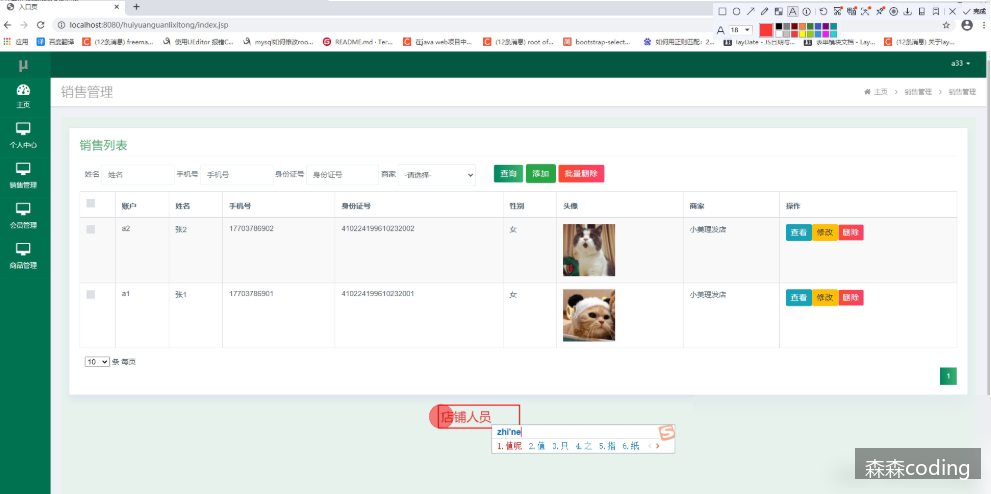 入口页
localhost:8080/huiyuanguanlixitong/index.jsp
完成
A 18
应用 百度翻译 (12条消息) freema... 使用UEditor 报错C... mysql如何修改roo... README.md · Ter... 在java web项目中... (12条消息) root of... bootstrap-select... 如何用正则匹配：2... layDate - JS日期与... 表单模块文档 - Lay... (12条消息) 关于lay...
μ a33
主页
个人中心
销售管理
会员管理
商品管理
销售管理 主页 > 销售管理 > 销售管理
销售列表
姓名 姓名 手机号 手机号 身份证号 身份证号 商家 -请选择- 查询 添加 批量删除
账户 姓名 手机号 身份证号 性别 头像 商家 操作
a2 张2 17703786902 410224199610232002 女 小美理发店 查看 修改 删除
a1 张1 17703786901 410224199610232001 女 小美理发店 查看 修改 删除
10 条 每页
1
店铺人员
zhi'ne
1.值呢 2.值 3.只 4.之 5.指 6.纸
森森coding